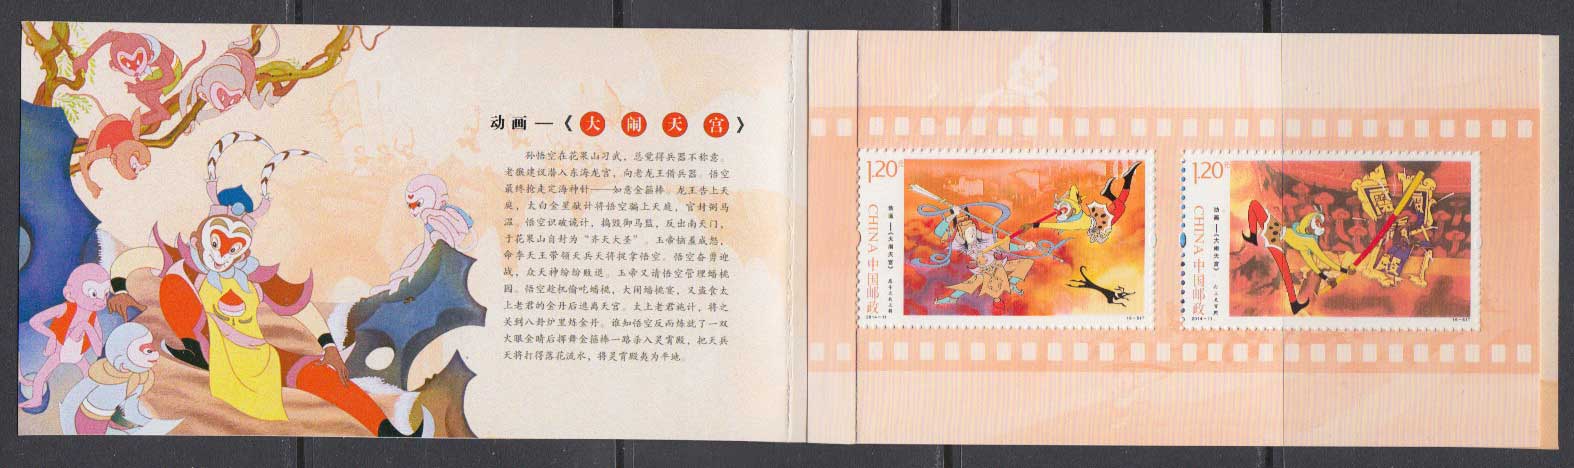 动画—《大闹天宫》
孙悟空在花果山习武，总觉得兵器不称意。
老猴建议潜入东海龙宫，向老龙王借兵器。悟空
最终抢走定海神针——如意金箍棒。龙王告上天
庭，太白金星献计将悟空骗上天庭，官封弼马
温。悟空识破诡计，捣毁御马监，反出南天门，
于花果山自封为“齐天大圣”。玉帝恼羞成怒，
命李天王带领天兵天将捉拿悟空。悟空奋勇迎
战，众天神纷纷败退。玉帝又请悟空管理蟠桃
园。悟空趁机偷吃蟠桃，大闹蟠桃宴，又盗食太
上老君的金丹后逃离天宫。太上老君施计，将之
关到八卦炉里炼金丹。谁知悟空反而炼就了一双
火眼金睛后挥舞金箍棒一路杀入灵霄殿，把天兵
天将打得落花流水，将灵霄殿夷为平地。
1.20元
CHINA 中国邮政
动画—《大闹天宫》
2014-11
1.20元
CHINA 中国邮政
动画—《大闹天宫》
2014-11